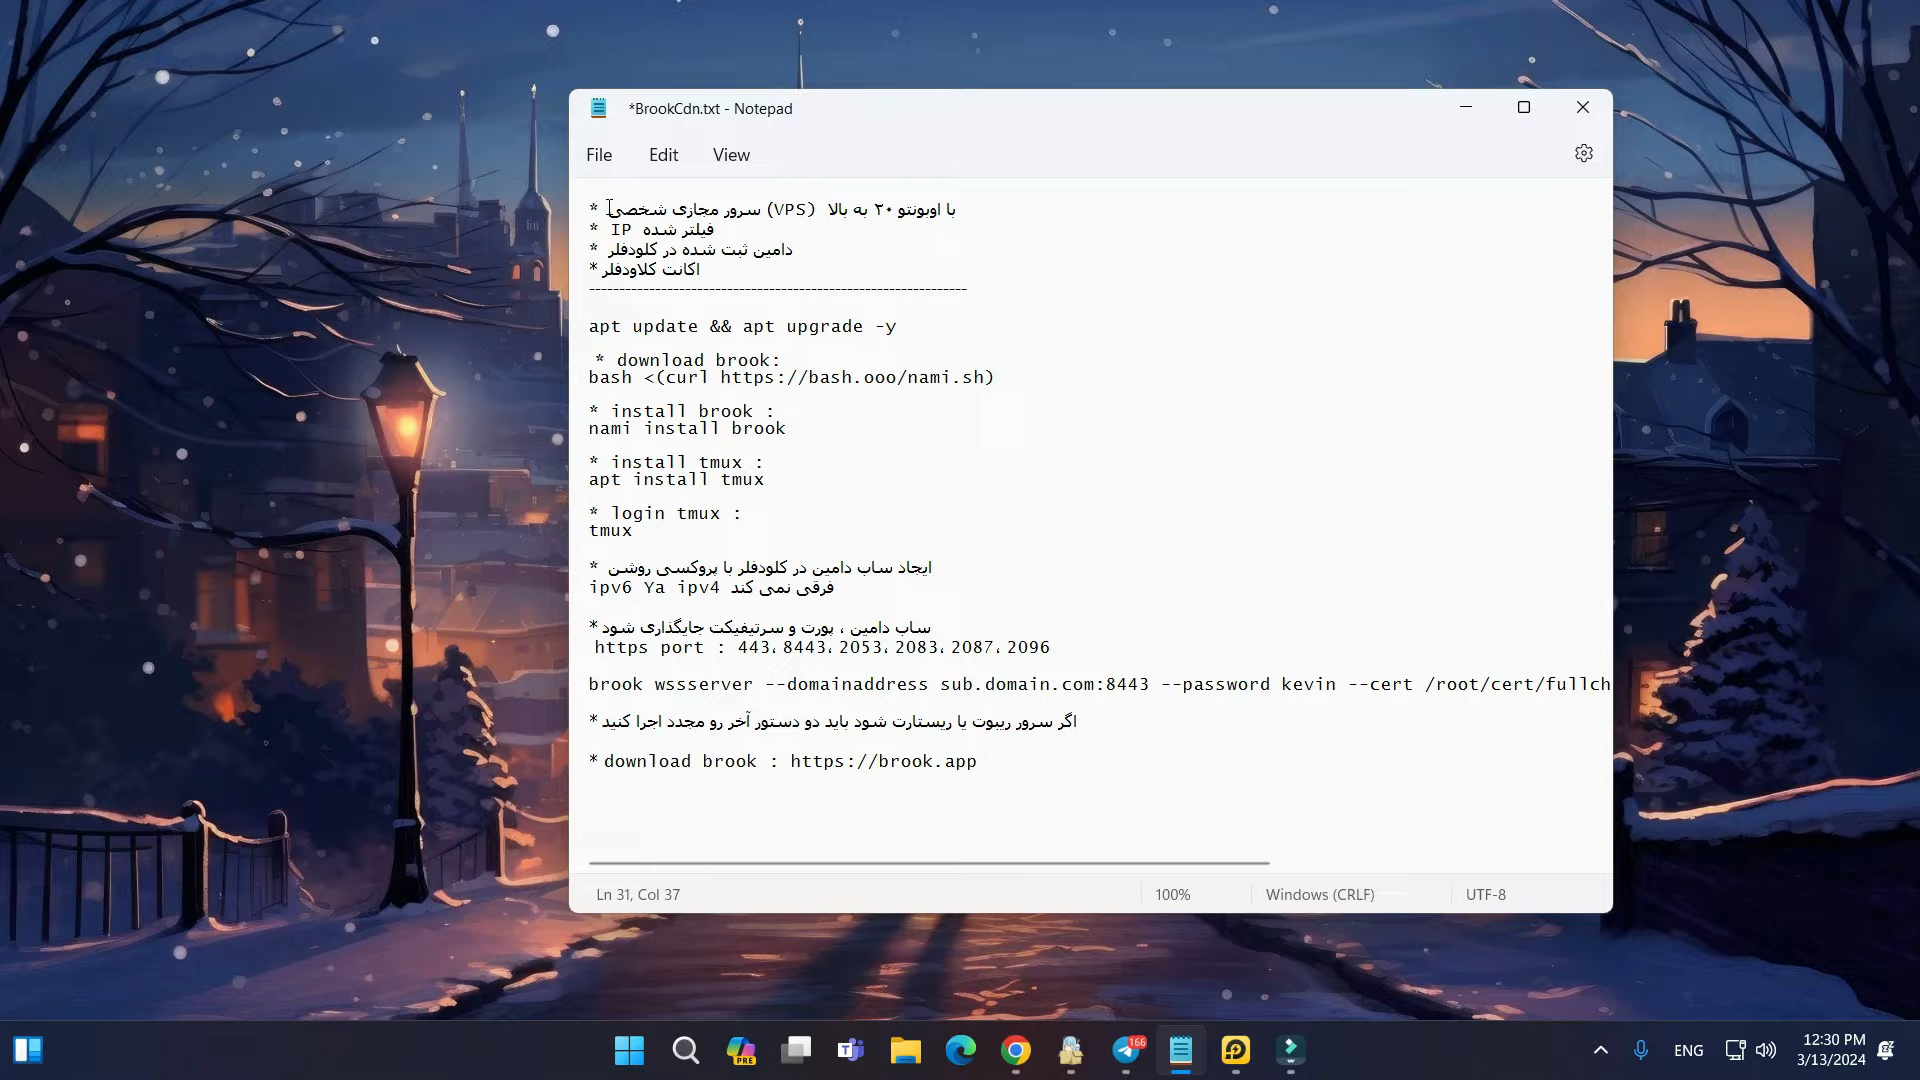 *BrookCdn.txt - Notepad
File Edit View
* سرور مجازی شخصی (VPS) با اوبونتو ۲۰ به بالا
* IP فیلتر شده
* دامین ثبت شده در کلودفلر
* اکانت کلاودفلر
---------------------------------------------------------------
apt update && apt upgrade -y
* download brook:
bash <(curl https://bash.ooo/nami.sh)
* install brook :
nami install brook
* install tmux :
apt install tmux
* login tmux :
tmux
* ایجاد ساب دامین در کلودفلر با پروکسی روشن
ipv6 Ya ipv4 فرقی نمی کند
* ساب دامین ، پورت و سرتیفیکت جایگذاری شود
https port : 443، 8443، 2053، 2083، 2087، 2096
brook wssserver --domainaddress sub.domain.com:8443 --password kevin --cert /root/cert/fullch
* اگر سرور ریبوت یا ریستارت شود باید دو دستور آخر رو مجدد اجرا کنید
* download brook : https://brook.app
Ln 31, Col 37 100% Windows (CRLF) UTF-8
PRE 166 ENG 12:30 PM
3/13/2024